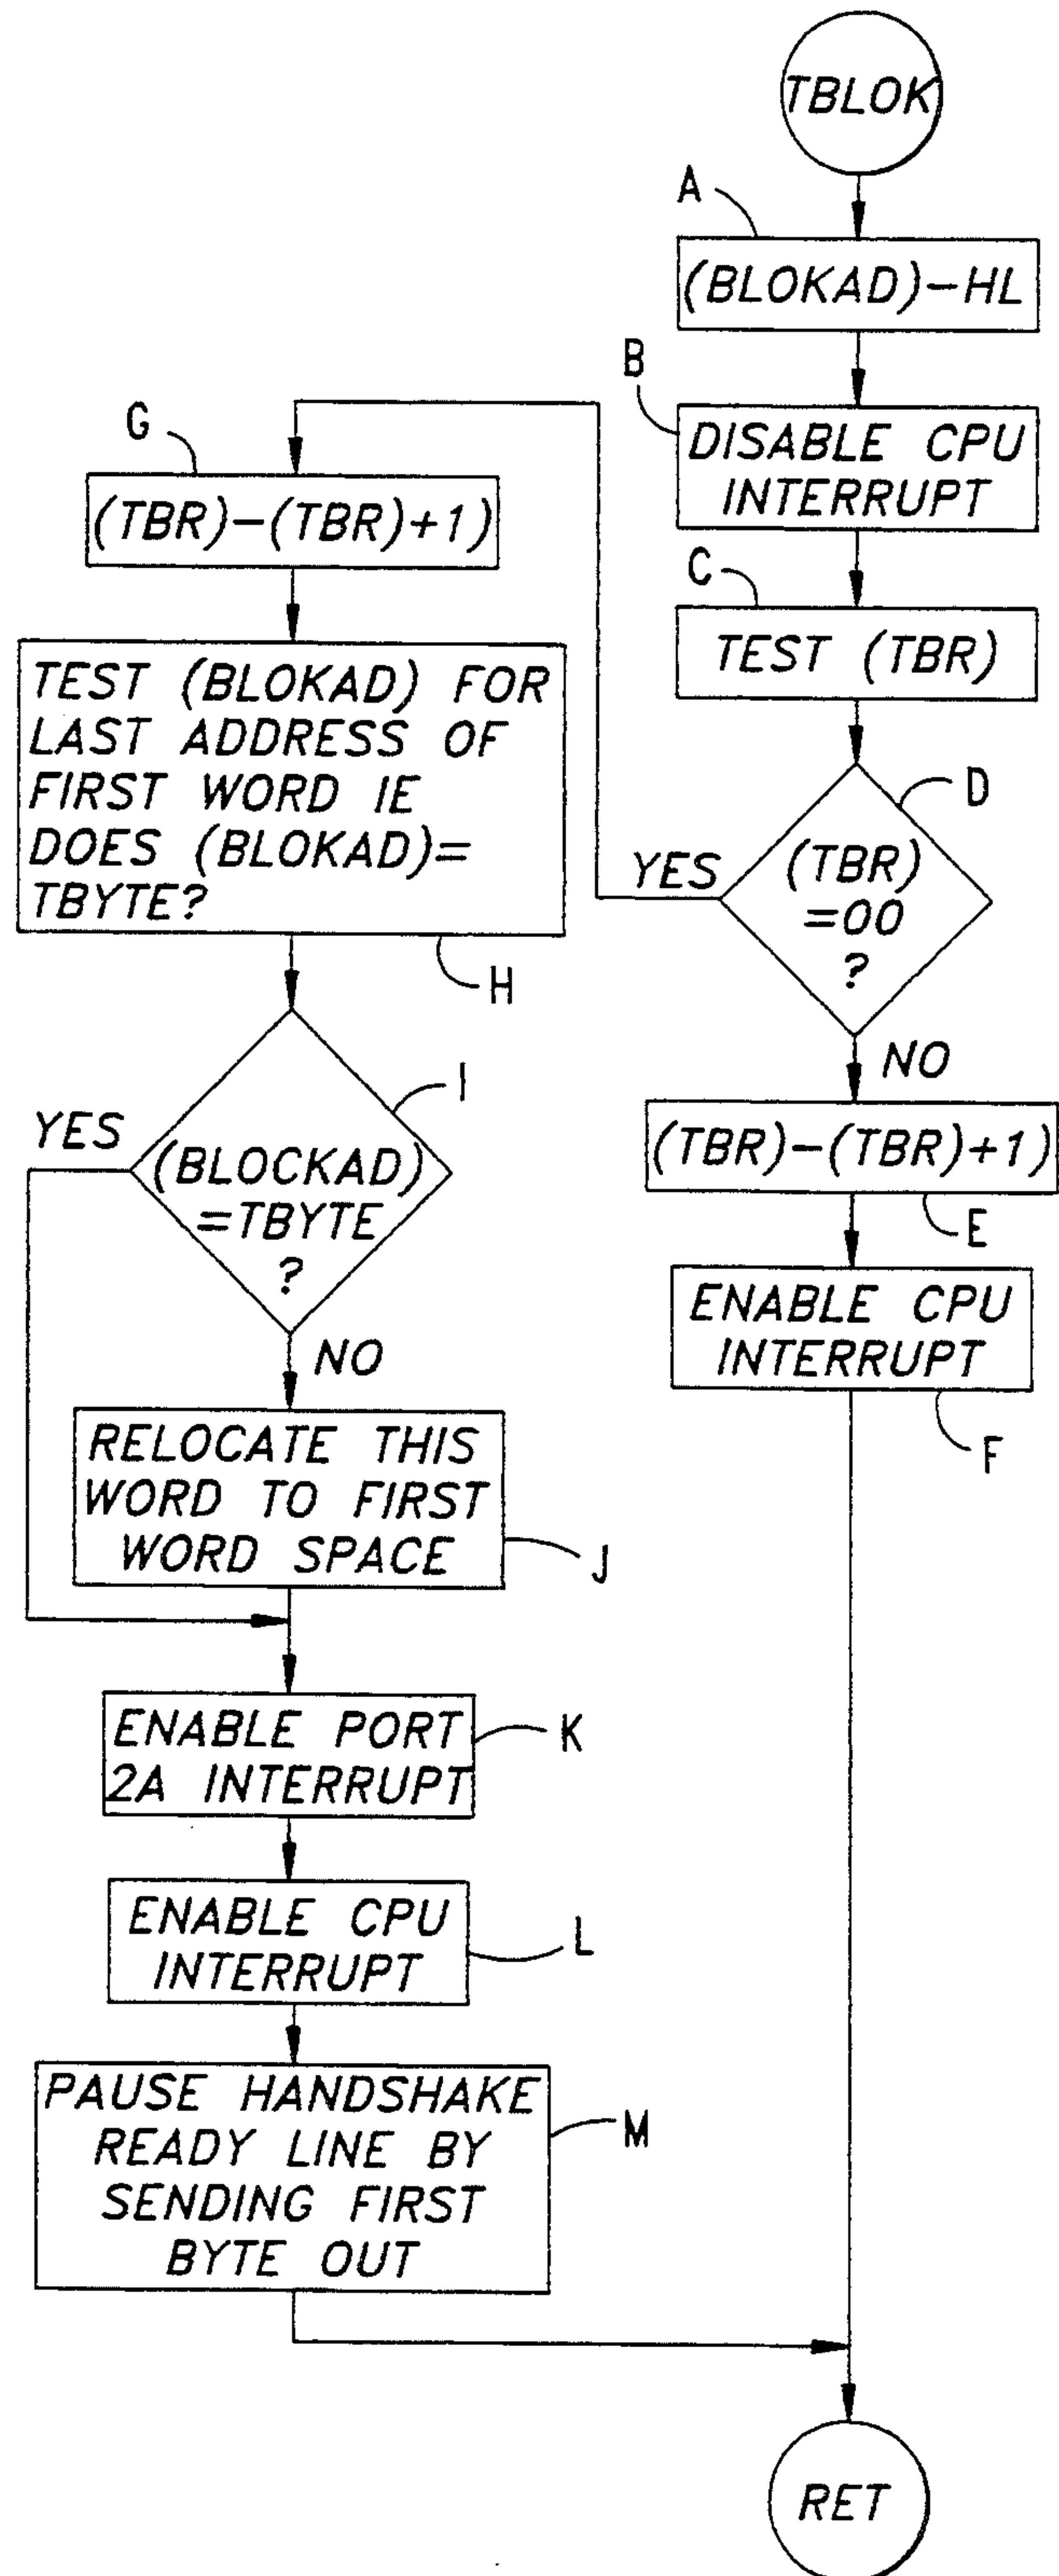 TBLOK
A
(BLOKAD)-HL
B
DISABLE CPU
INTERRUPT
C
TEST (TBR)
D
(TBR)
=00
?
YES
NO
(TBR)-(TBR)+1)
E
ENABLE CPU
INTERRUPT
F
G
(TBR)-(TBR)+1)
TEST (BLOKAD) FOR
LAST ADDRESS OF
FIRST WORD IE
DOES (BLOKAD)=
TBYTE?
H
I
YES
(BLOCKAD)
=TBYTE
?
NO
RELOCATE THIS
WORD TO FIRST
WORD SPACE
J
ENABLE PORT
2A INTERRUPT
K
ENABLE CPU
INTERRUPT
L
PAUSE HANDSHAKE
READY LINE BY
SENDING FIRST
BYTE OUT
M
RET